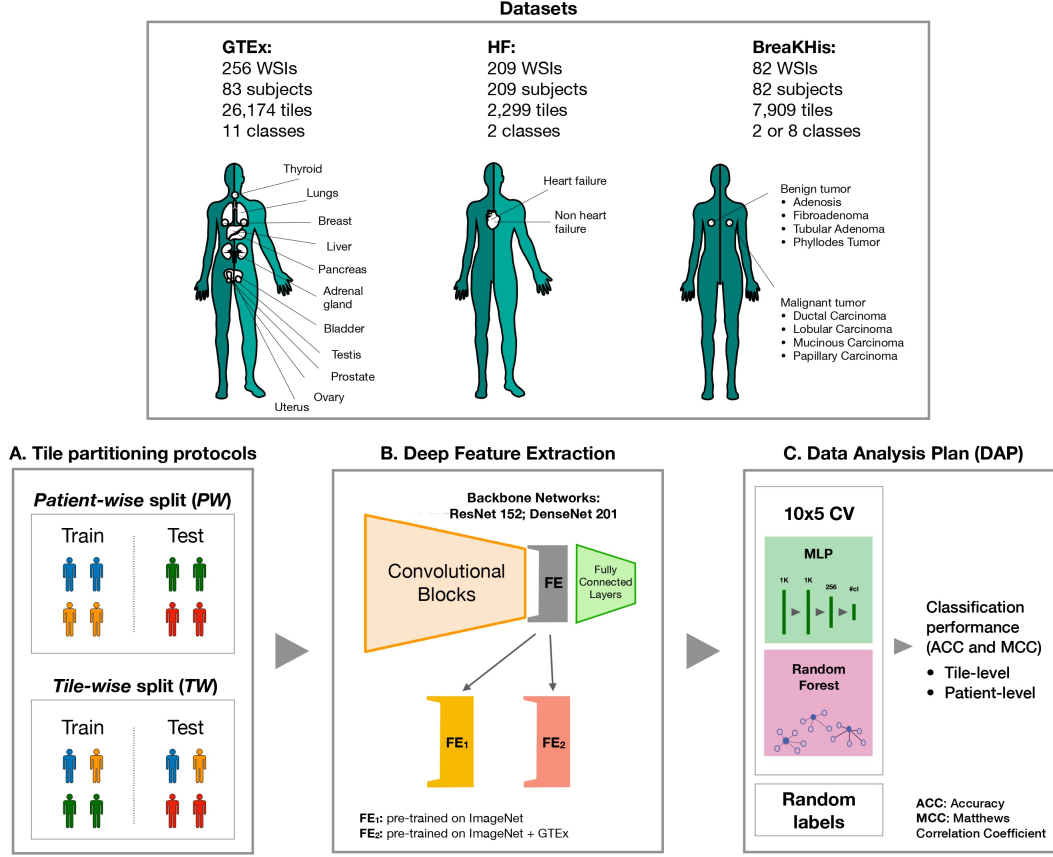 Datasets
GTEx:
256 WSIs
83 subjects
26,174 tiles
11 classes
HF:
209 WSIs
209 subjects
2,299 tiles
2 classes
BreaKHis:
82 WSIs
82 subjects
7,909 tiles
2 or 8 classes
Thyroid
Lungs
Breast
Liver
Pancreas
Adrenal
gland
Bladder
Testis
Prostate
Ovary
Uterus
Heart failure
Non heart
failure
Benign tumor
• Adenosis
• Fibroadenoma
• Tubular Adenoma
• Phyllodes Tumor
Malignant tumor
• Ductal Carcinoma
• Lobular Carcinoma
• Mucinous Carcinoma
• Papillary Carcinoma
A. Tile partitioning protocols
Patient-wise split (PW)
Train Test
Tile-wise split (TW)
Train Test
B. Deep Feature Extraction
Backbone Networks:
ResNet 152; DenseNet 201
Convolutional
Blocks
FE
Fully
Connected
Layers
FE₁
FE₂
FE₁: pre-trained on ImageNet
FE₂: pre-trained on ImageNet + GTEx
C. Data Analysis Plan (DAP)
10x5 CV
MLP
1K 1K 256 #cl
Random
Forest
Random
labels
Classification
performance
(ACC and MCC)
• Tile-level
• Patient-level
ACC: Accuracy
MCC: Matthews
Correlation Coefficient